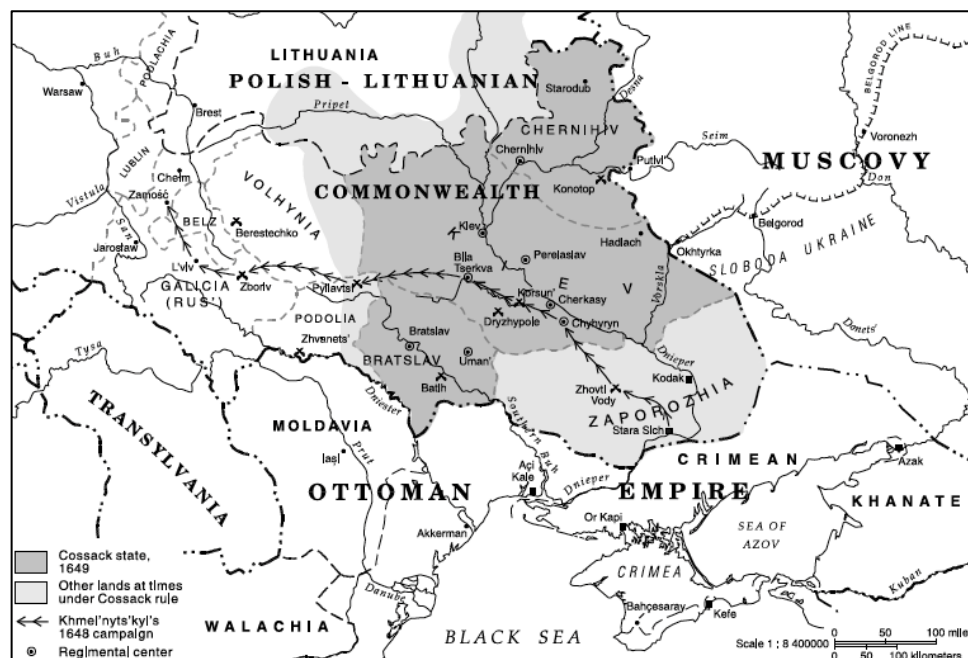 LITHUANIA
POLISH - LITHUANIAN
COMMONWEALTH
Buh
PODLACHIA
Warsaw
Brest
Pripet
Starodub
Desna
CHERNIHIV
Chernihiv
Seim
Putivl'
Konotop
BELGOROD LINE
Voronezh
MUSCOVY
Don
Belgorod
Okhtyrka
SLOBODA UKRAINE
Donets'
LUBLIN
Chelm
Zamość
VOLHYNIA
Vistula
San
BELZ
Berestechko
Jarosław
L'viv
GALICIA
(RUS')
Zboriv
Pyliavtsi
PODOLIA
Zhvanets'
K
E
V
Kiev
Hadiach
Pereiaslav
Bila
Tserkva
Korsun'
Cherkasy
Vorskla
Dryzhypole
Chyhyryn
Bratslav
BRATSLAV
Uman'
Batih
Dnieper
Kodak
Zhovti
Vody
ZAPOROZHIA
Stara Sich
Tysa
TRANSYLVANIA
Dniester
MOLDAVIA
Prut
Iaşi
Southern Buh
Açi
Kale
Dnieper
OTTOMAN
EMPIRE
CRIMEAN
KHANATE
Azak
Or Kapi
SEA OF
AZOV
Akkerman
CRIMEA
Kuban
Bahçesaray
Kefe
Danube
WALACHIA
BLACK SEA
Cossack state,
1649
Other lands at times
under Cossack rule
Khmel'nyts'kyi's
1648 campaign
Regimental center
Scale 1 : 8 400000
0
50
100 miles
0
50
100 kilometers